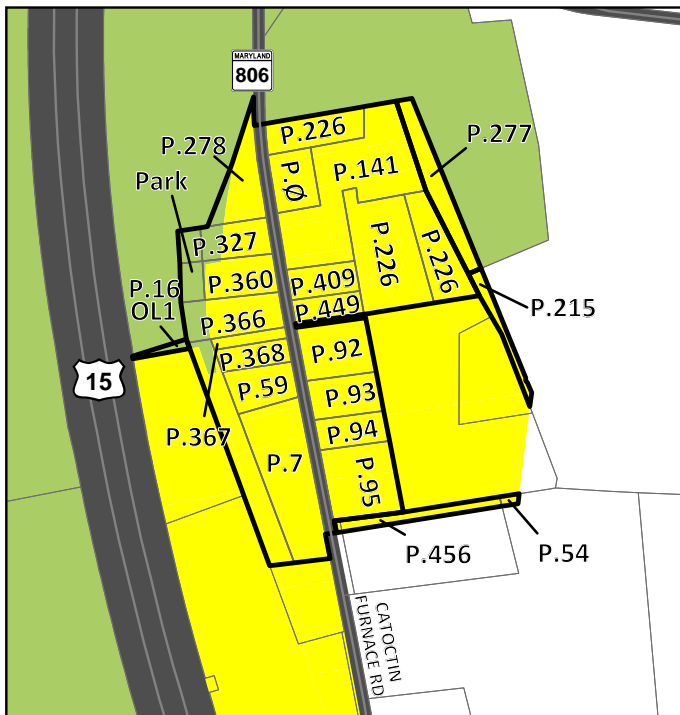 MARYLAND
806
P.226
P.278
P.277
P.Ø
P.141
Park
P.327
P.226
P.226
P.360
P.409
P.16
OL1
P.449
P.215
P.366
P.92
P.368
15
P.59
P.93
P.367
P.94
P.7
P.95
P.456
P.54
CATOCTIN
FURNACE RD